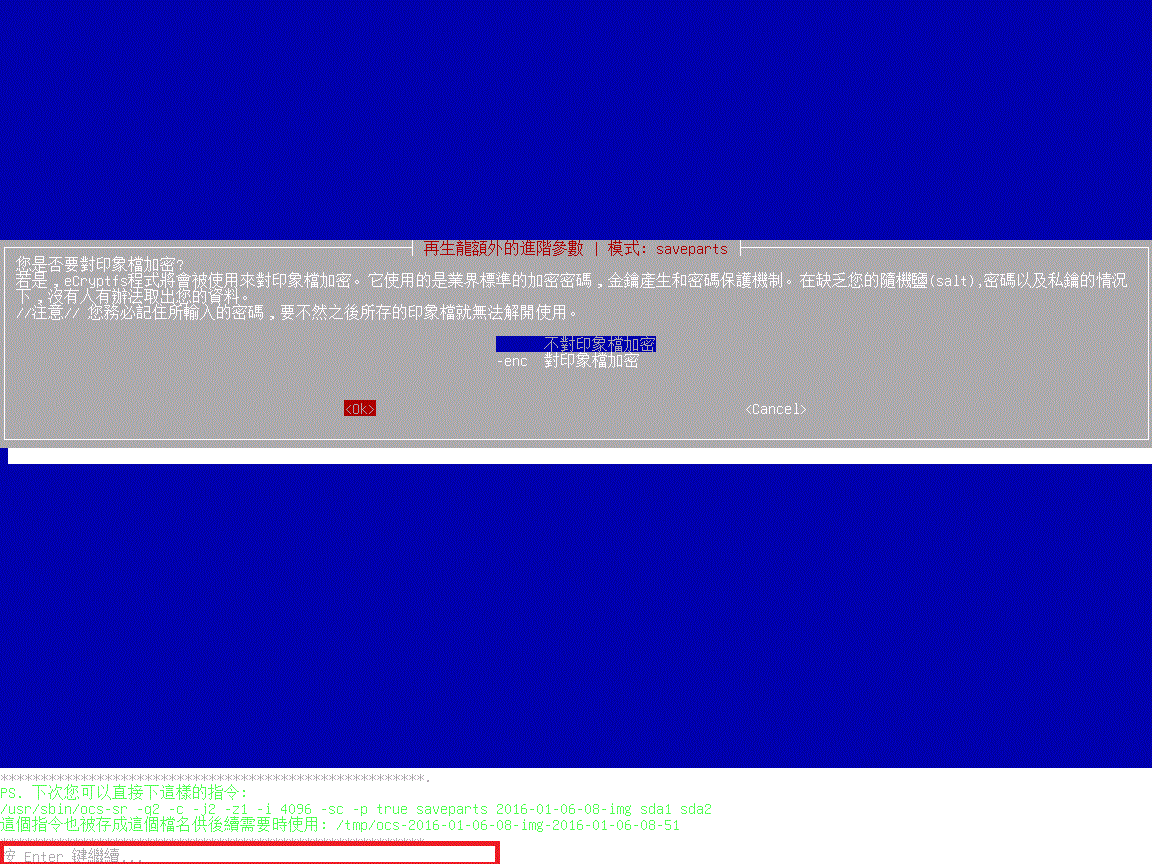 再生龍額外的進階參數 | 模式: saveparts
您是否要對印象檔加密?
若是，eCryptfs程式將會被使用來對印象檔加密。它使用的是業界標準的加密密碼，金鑰產生和密碼保護機制。在缺乏您的隨機鹽(salt),密碼以及私鑰的情況
下，沒有人有辦法取出您的資料。
//注意// 您務必記住所輸入的密碼，要不然之後所存的印象檔就無法解開使用。
不對印象檔加密
-enc 對印象檔加密
<Ok> <Cancel>
*****************************************************.
PS. 下次您可以直接下這樣的指令:
/usr/sbin/ocs-sr -q2 -c -j2 -z1 -i 4096 -sc -p true saveparts 2016-01-06-08-img sda1 sda2
這個指令也被存成這個檔名供後續需要時使用: /tmp/ocs-2016-01-06-08-img-2016-01-06-08-51
*****************************************************
按 Enter 鍵繼續...